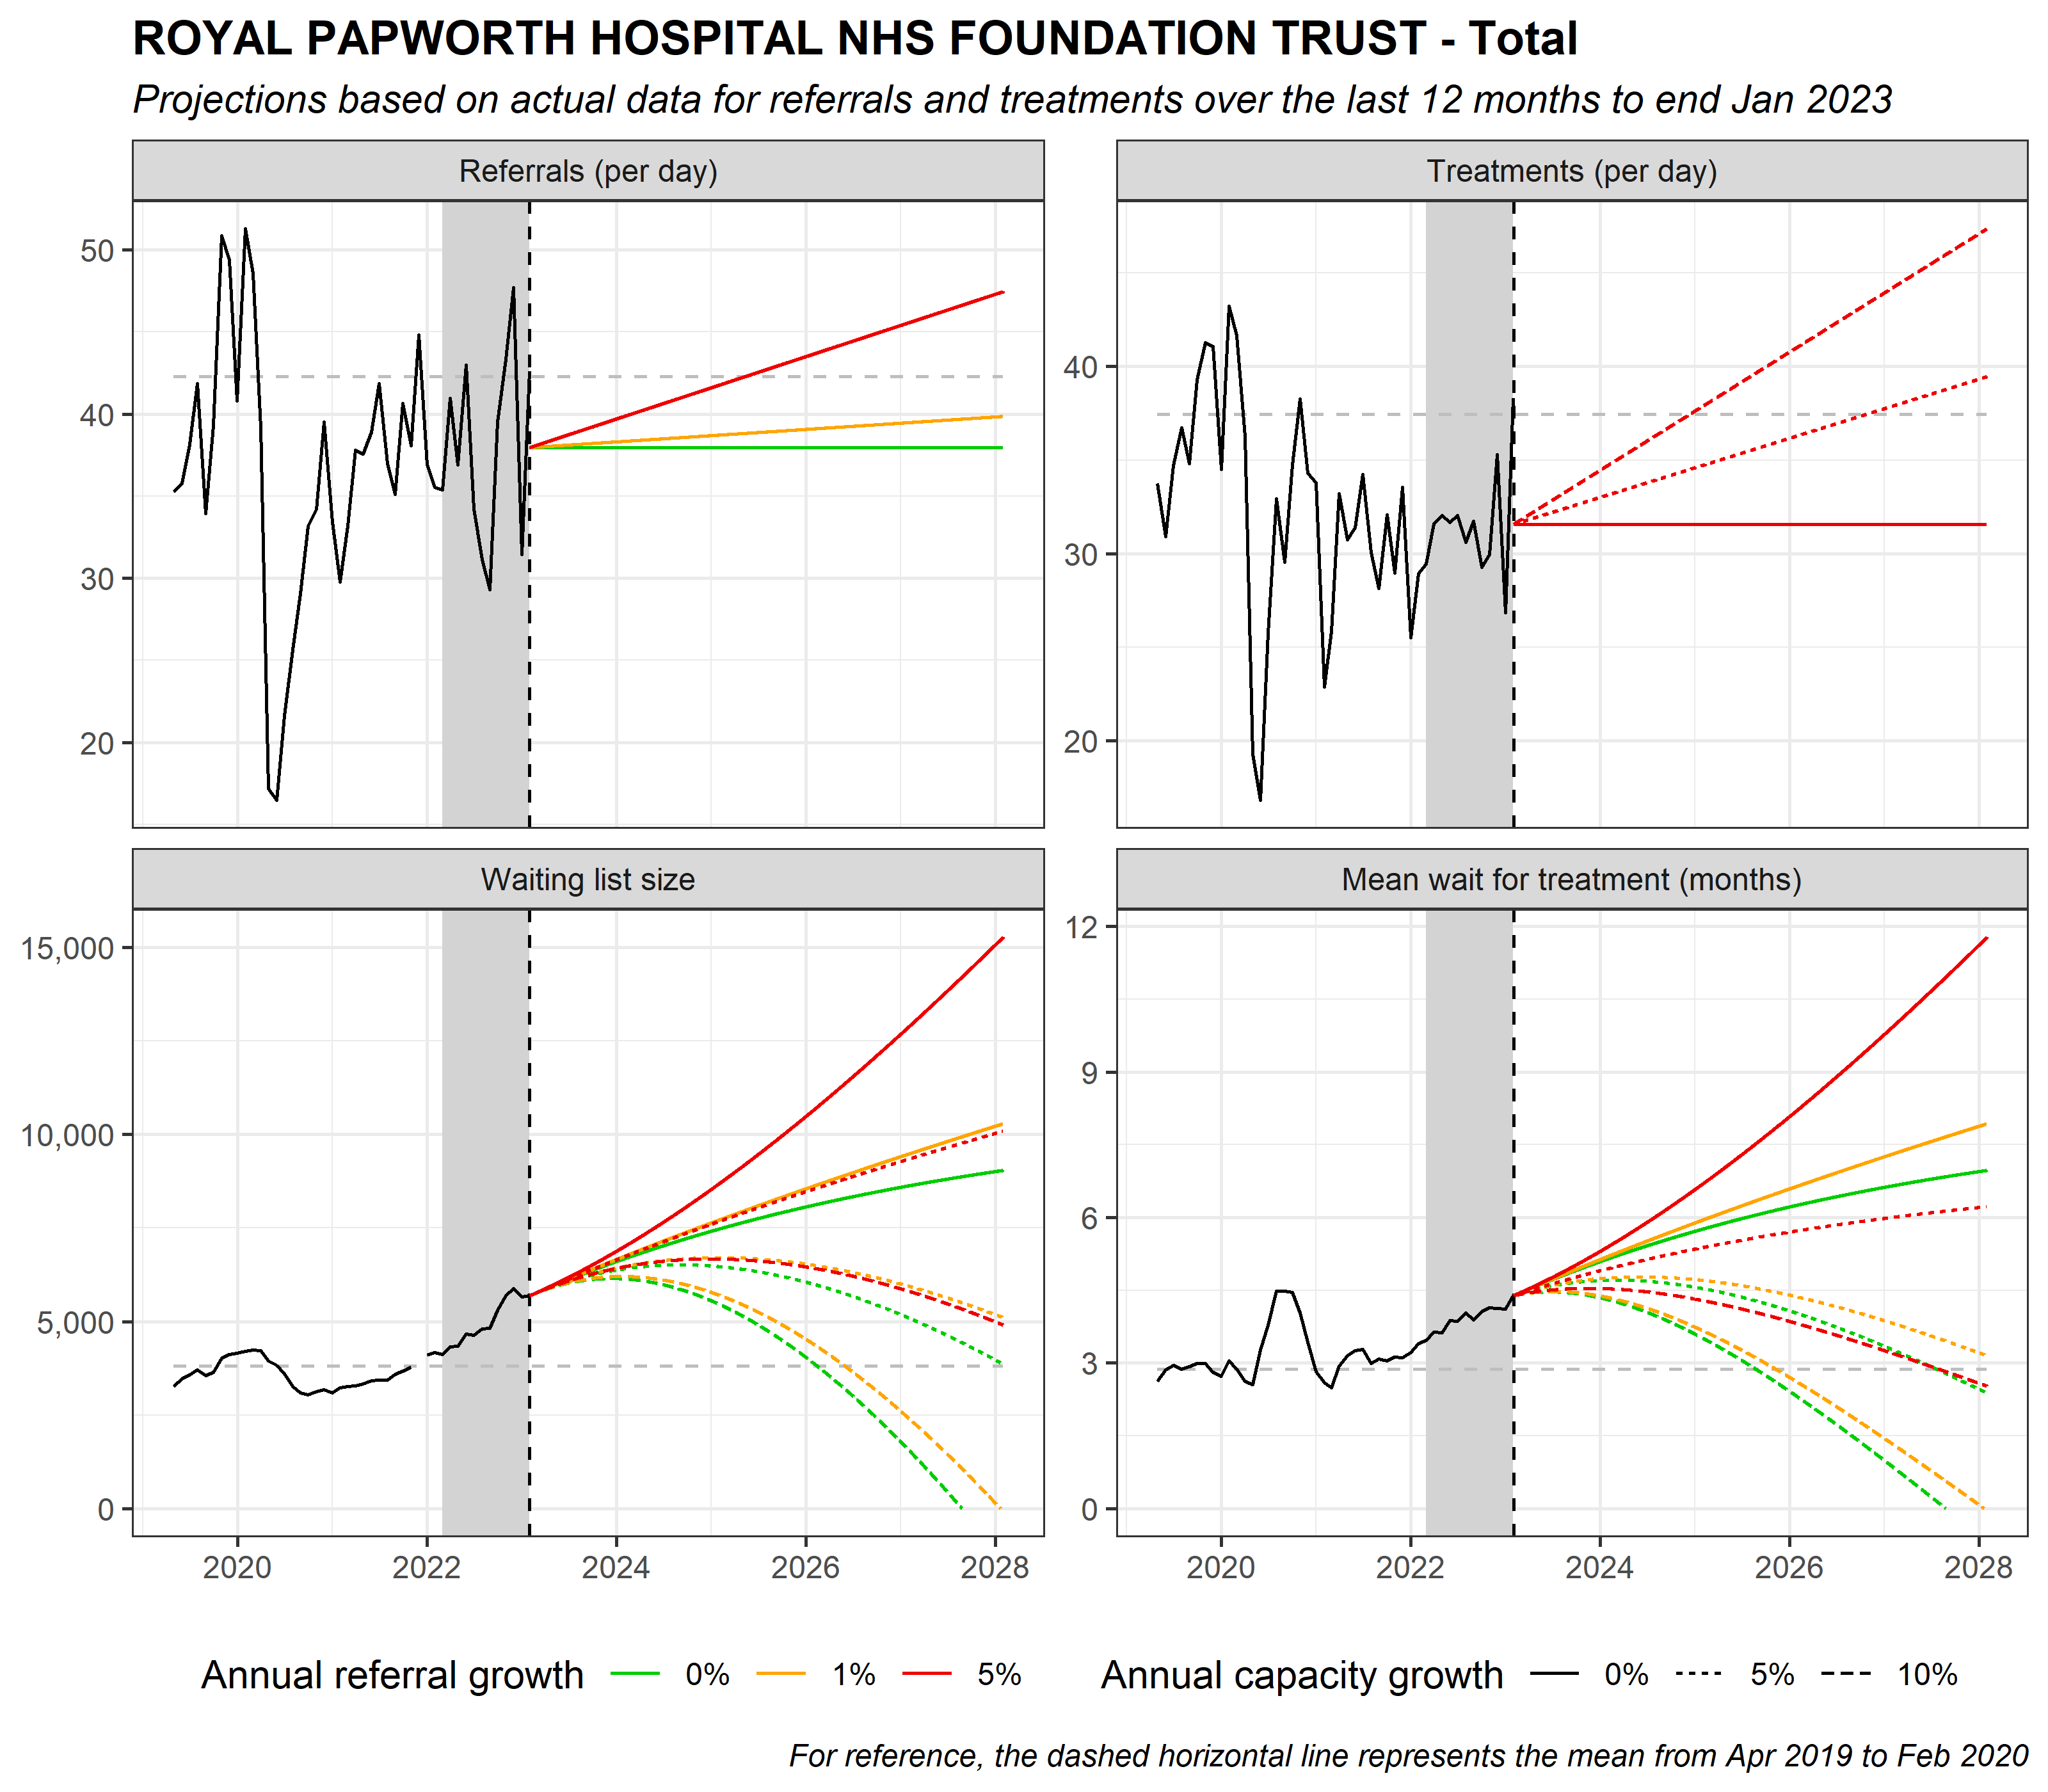 ROYAL PAPWORTH HOSPITAL NHS FOUNDATION TRUST - Total
Projections based on actual data for referrals and treatments over the last 12 months to end Jan 2023
Referrals (per day)
50
40
30
20
Treatments (per day)
40
30
20
Waiting list size
15,000
10,000
5,000
0
2020 2022 2024 2026 2028
Mean wait for treatment (months)
12
9
6
3
0
2020 2022 2024 2026 2028
Annual referral growth 0% 1% 5%
Annual capacity growth 0% 5% 10%
For reference, the dashed horizontal line represents the mean from Apr 2019 to Feb 2020